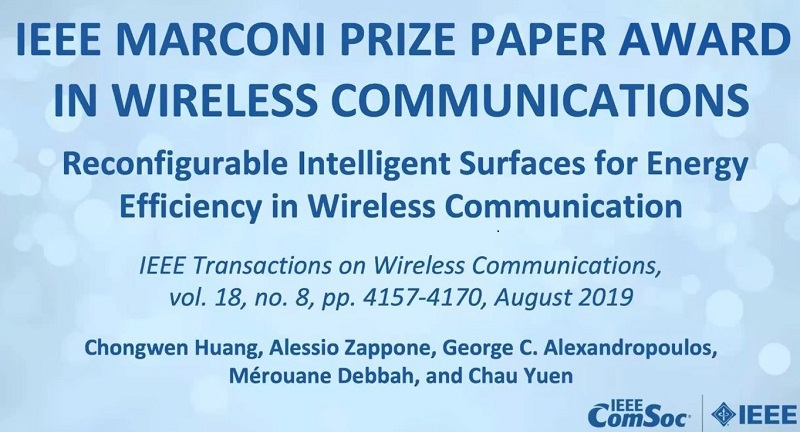 IEEE MARCONI PRIZE PAPER AWARD
IN WIRELESS COMMUNICATIONS
Reconfigurable Intelligent Surfaces for Energy
Efficiency in Wireless Communication
IEEE Transactions on Wireless Communications,
vol. 18, no. 8, pp. 4157-4170, August 2019
Chongwen Huang, Alessio Zappone, George C. Alexandropoulos,
Mérouane Debbah, and Chau Yuen
IEEE
ComSoc®
IEEE